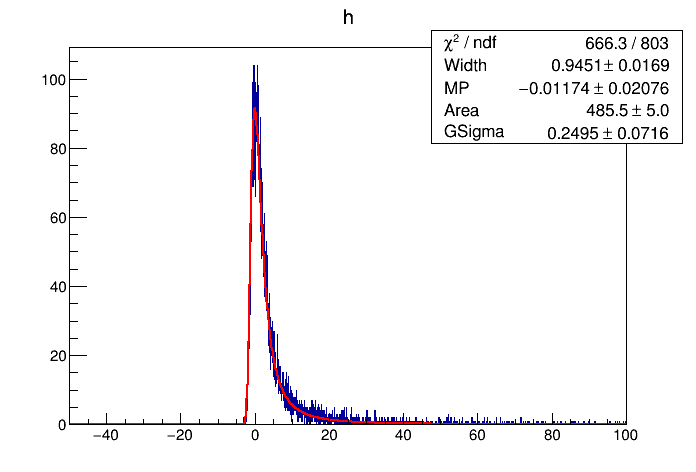 h
χ² / ndf 666.3 / 803
Width 0.9451 ± 0.0169
MP −0.01174 ± 0.02076
Area 485.5 ± 5.0
GSigma 0.2495 ± 0.0716
100
80
60
40
20
0
−40 −20 0 20 40 60 80 100